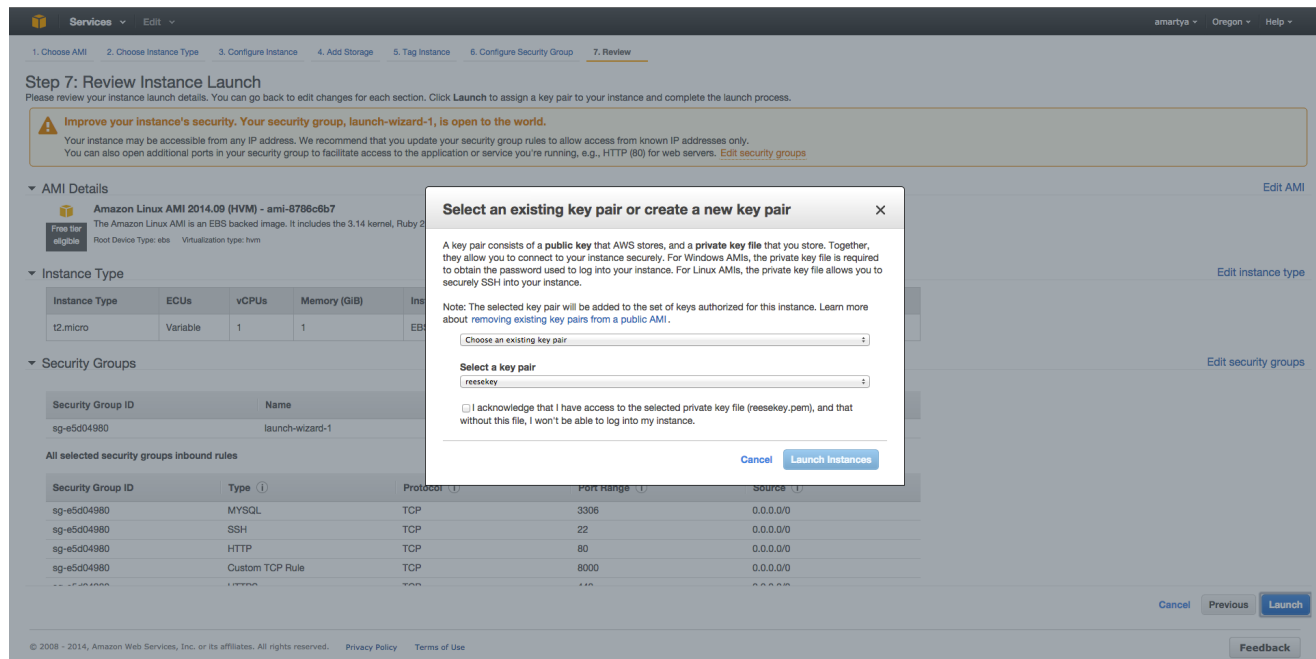 Services Edit amartya Oregon Help
1. Choose AMI 2. Choose Instance Type 3. Configure Instance 4. Add Storage 5. Tag Instance 6. Configure Security Group 7. Review
Step 7: Review Instance Launch
Please review your instance launch details. You can go back to edit changes for each section. Click Launch to assign a key pair to your instance and complete the launch process.
Improve your instance's security. Your security group, launch-wizard-1, is open to the world.
Your instance may be accessible from any IP address. We recommend that you update your security group rules to allow access from known IP addresses only.
You can also open additional ports in your security group to facilitate access to the application or service you're running, e.g., HTTP (80) for web servers. Edit security groups
AMI Details Edit AMI
Amazon Linux AMI 2014.09 (HVM) - ami-8786c6b7
Free tier eligible
The Amazon Linux AMI is an EBS backed image. It includes the 3.14 kernel, Ruby 2
Root Device Type: ebs Virtualization type: hvm
Instance Type Edit instance type
Instance Type ECUs vCPUs Memory (GiB) Ins
t2.micro Variable 1 1 EBS
Security Groups Edit security groups
Security Group ID Name
sg-e5d04980 launch-wizard-1
All selected security groups inbound rules
Security Group ID Type Protocol Port Range Source
sg-e5d04980 MYSQL TCP 3306 0.0.0.0/0
sg-e5d04980 SSH TCP 22 0.0.0.0/0
sg-e5d04980 HTTP TCP 80 0.0.0.0/0
sg-e5d04980 Custom TCP Rule TCP 8000 0.0.0.0/0
Select an existing key pair or create a new key pair
A key pair consists of a public key that AWS stores, and a private key file that you store. Together,
they allow you to connect to your instance securely. For Windows AMIs, the private key file is required
to obtain the password used to log into your instance. For Linux AMIs, the private key file allows you to
securely SSH into your instance.
Note: The selected key pair will be added to the set of keys authorized for this instance. Learn more
about removing existing key pairs from a public AMI.
Choose an existing key pair
Select a key pair
reesekey
I acknowledge that I have access to the selected private key file (reesekey.pem), and that
without this file, I won't be able to log into my instance.
Cancel Launch Instances
Cancel Previous Launch
© 2008 - 2014, Amazon Web Services, Inc. or its affiliates. All rights reserved. Privacy Policy Terms of Use Feedback